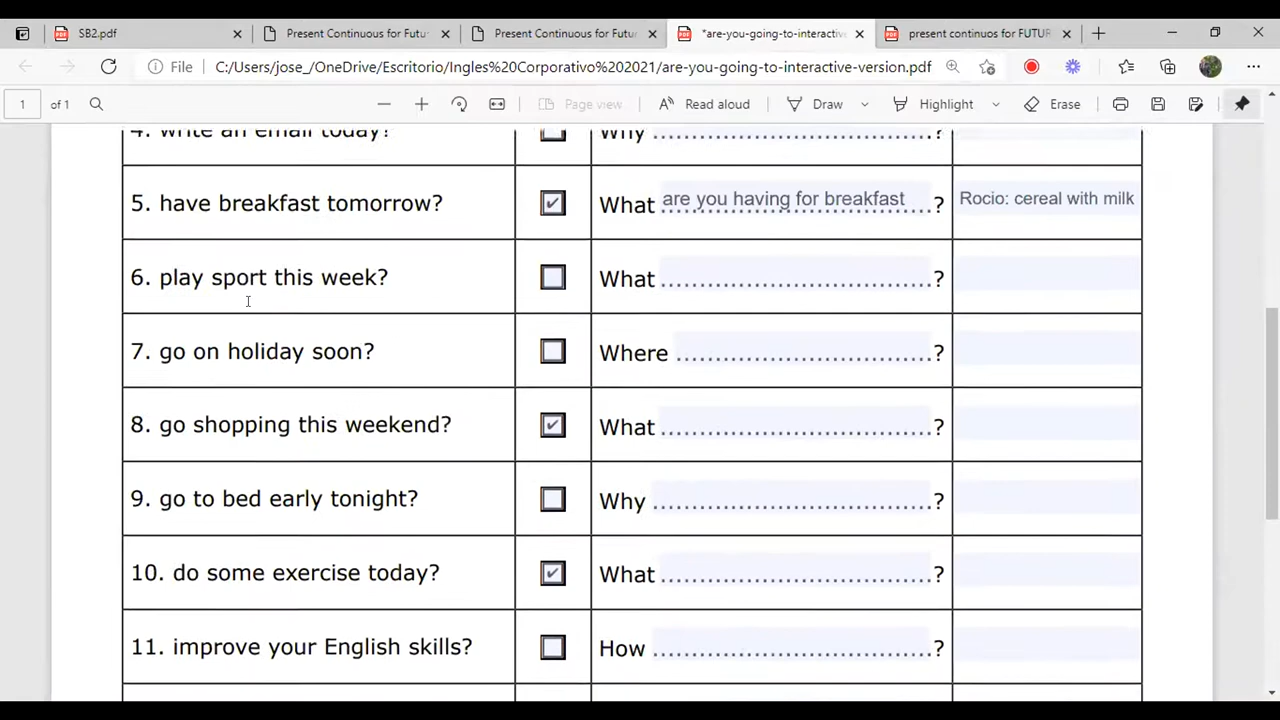 SB2.pdf
Present Continuous for Futu
Present Continuous for Futur
*are-you-going-to-interactive
present continuos for FUTUR
File C:/Users/jose_/OneDrive/Escritorio/Ingles%20Corporativo%202021/are-you-going-to-interactive-version.pdf
1 of 1 Page view Read aloud Draw Highlight Erase
4. write an email today? Why ..............................?
5. have breakfast tomorrow? ✓ What are you having for breakfast ? Rocio: cereal with milk
6. play sport this week? What ..............................?
7. go on holiday soon? Where ............................?
8. go shopping this weekend? ✓ What ..............................?
9. go to bed early tonight? Why ..............................?
10. do some exercise today? ✓ What ..............................?
11. improve your English skills? How ..............................?